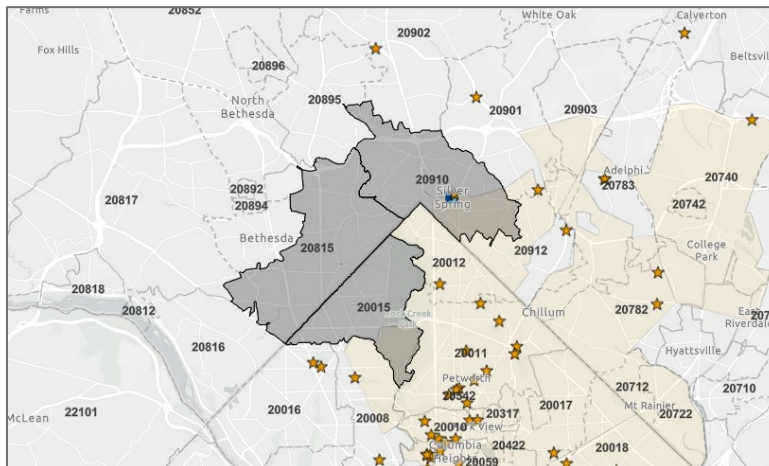 Farms
20852
20902
White Oak
Calverton
Fox Hills
20896
Beltsvil
North
Bethesda
20895
20901
20903
20817
20892
20894
20910
Silver
Spring
Adelphi
20783
20740
20742
Bethesda
20815
20912
College
Park
20818
20812
20012
20015
Chillum
20782
East
Riverdale
20816
20011
Hyattsville
Petworth
20712
20710
McLean
22101
20016
20008
20542
20317
20017
Mt Rainier
20722
20010
Columbia
Heights
20422
20059
20018